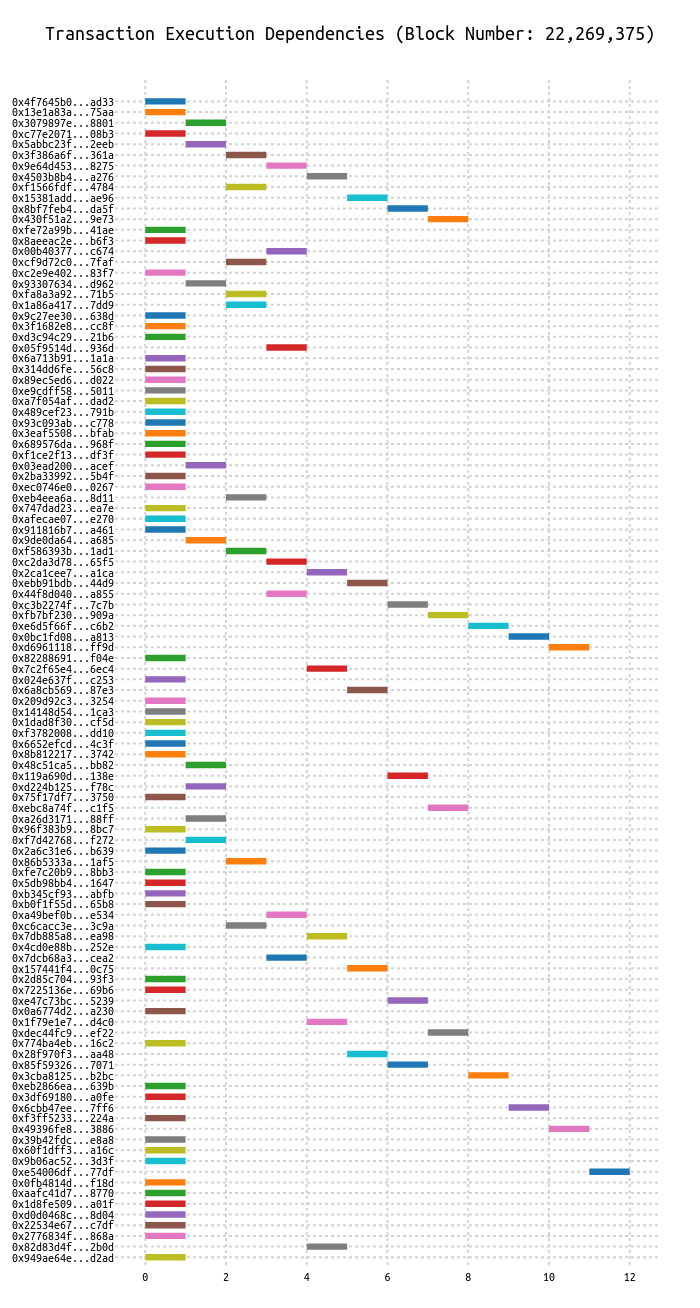 Transaction Execution Dependencies (Block Number: 22,269,375)
0x4f7645b0...ad33
0x13e1a83a...75aa
0x3079897e...8801
0xc77e2071...08b3
0x5abbc23f...2eeb
0x3f386a6f...361a
0x9e64d453...8275
0x4503b8b4...a276
0xf1566fdf...4784
0x15381add...ae96
0x8bf7feb4...da5f
0x430f51a2...9e73
0xfe72a99b...41ae
0x8aeeac2e...b6f3
0x00b40377...c674
0xcf9d72c0...7faf
0xc2e9e402...83f7
0x93307634...d962
0xfa8a3a92...71b5
0x1a86a417...7dd9
0x9c27ee30...638d
0x3f1682e8...cc8f
0xd3c94c29...21b6
0x05f9514d...936d
0x6a713b91...1a1a
0x314dd6fe...56c8
0x89ec5ed6...d022
0xe9cdff58...5011
0xa7f054af...dad2
0x489cef23...791b
0x93c093ab...c778
0x3eaf5508...bfab
0x689576da...968f
0xf1ce2f13...df3f
0x03ead200...acef
0x2ba33992...5b4f
0xec0746e0...0267
0xeb4eea6a...8d11
0x747dad23...ea7e
0xafecae07...e270
0x911816b7...a461
0x9de0da64...a685
0xf586393b...1ad1
0xc2da3d78...65f5
0x2ca1cee7...a1ca
0xebb91bdb...44d9
0x44f8d040...a855
0xc3b2274f...7c7b
0xfb7bf230...909a
0xe6d5f66f...c6b2
0x0bc1fd08...a813
0xd6961118...ff9d
0x82288691...f04e
0x7c2f65e4...6ec4
0x024e637f...c253
0x6a8cb569...87e3
0x209d92c3...3254
0x14148d54...1ca3
0x1dad8f30...cf5d
0xf3782008...dd10
0x6652efcd...4c3f
0x8b812217...3742
0x48c51ca5...bb82
0x119a690d...138e
0xd224b125...f78c
0x75f17df7...3750
0xebc8a74f...c1f5
0xa26d3171...88ff
0x96f383b9...8bc7
0xf7d42768...f272
0x2a6c31e6...b639
0x86b5333a...1af5
0xfe7c20b9...8bb3
0x5db98bb4...1647
0xb345cf93...abfb
0xb0f1f55d...65b8
0xa49bef0b...e534
0xc6cacc3e...3c9a
0x7db885a8...ea98
0x4cd0e88b...252e
0x7dcb68a3...cea2
0x157441f4...0c75
0x2d85c704...93f3
0x7225136e...69b6
0xe47c73bc...5239
0x0a6774d2...a230
0x1f79e1e7...d4c0
0xdec44fc9...ef22
0x774ba4eb...16c2
0x28f970f3...aa48
0x85f59326...7071
0x3cba8125...b2bc
0xeb2866ea...639b
0x3df69180...a0fe
0x6cbb47ee...7ff6
0xf3ff5233...224a
0x49396fe8...3886
0x39b42fdc...e8a8
0x60f1dff3...a16c
0x9b06ac52...3d3f
0xe54006df...77df
0x0fb4814d...f18d
0xaafc41d7...8770
0x1d8fe509...a01f
0xd0d0468c...8d04
0x22534e67...c7df
0x2776834f...868a
0x82d83d4f...2b0d
0x949ae64e...d2ad
0 2 4 6 8 10 12